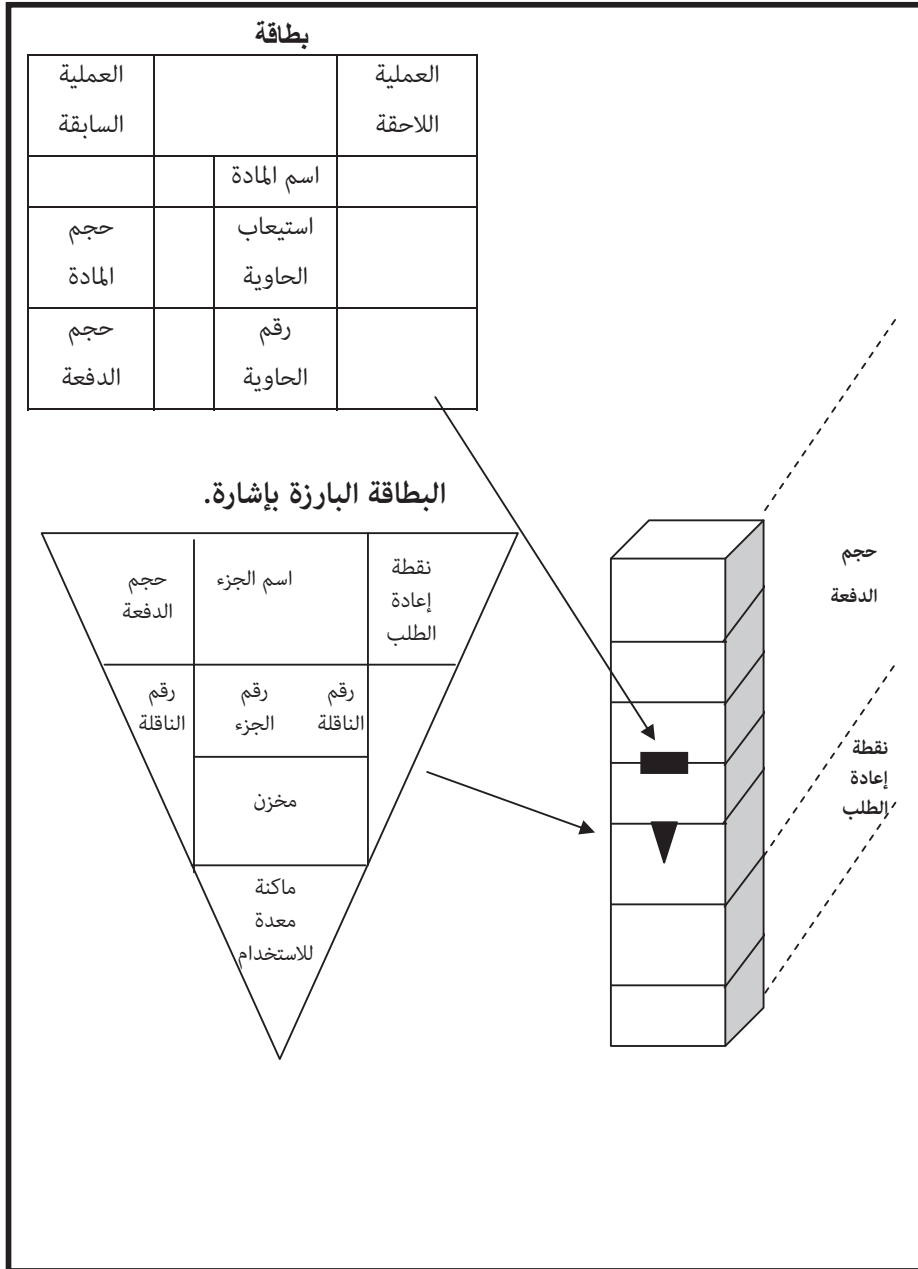 بطاقة
العملية
اللاحقة
العملية
السابقة
اسم المادة
استيعاب
الحاوية
حجم
المادة
رقم
الحاوية
حجم
الدفعة
البطاقة البارزة بإشارة.
نقطة
إعادة
الطلب
اسم الجزء
حجم
الدفعة
رقم
الناقلة
رقم
الجزء
رقم
الناقلة
مخزن
ماكنة
معدة
للاستخدام
حجم
الدفعة
نقطة
إعادة
الطلب